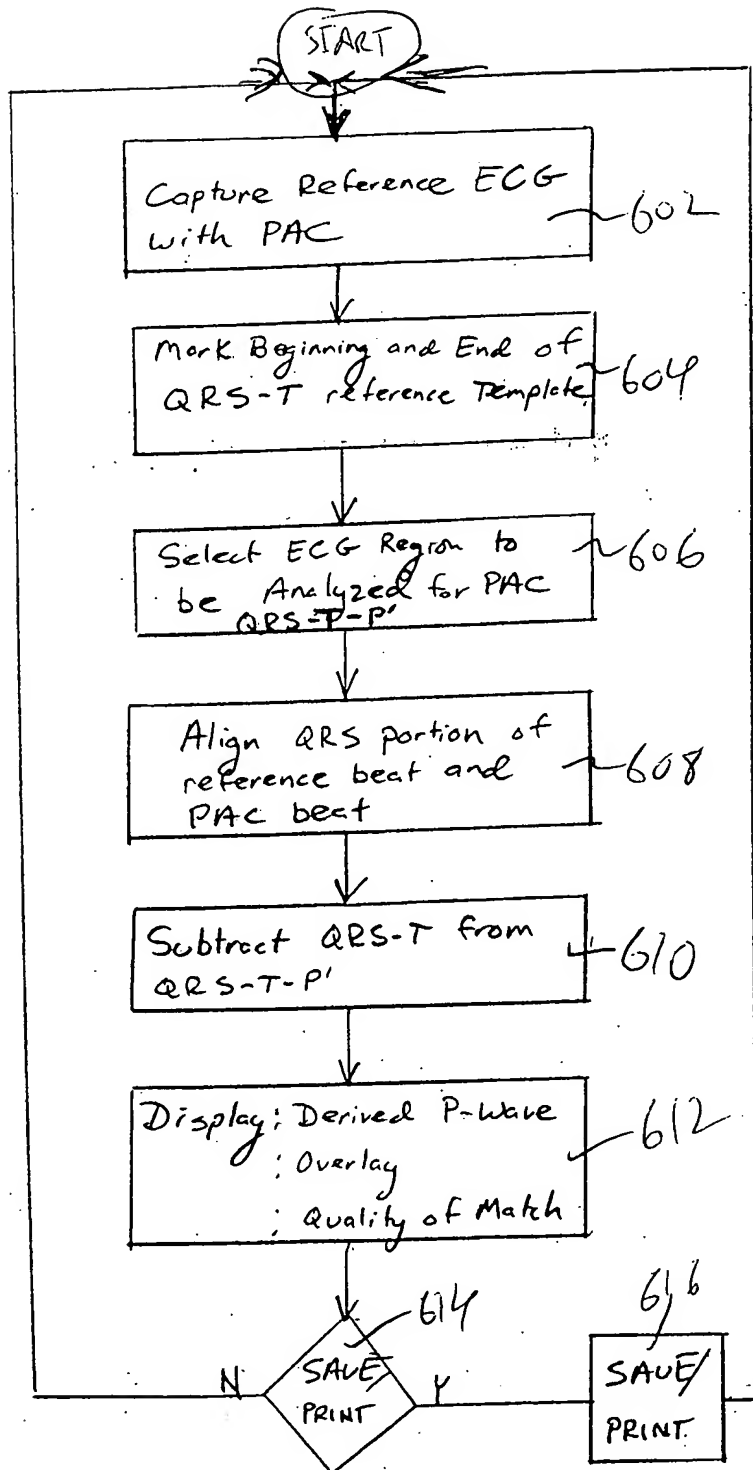 START
Capture Reference ECG
with PAC
602
Mark Beginning and End of
QRS-T reference Template
604
Select ECG Region to
be Analyzed for PAC
QRS-T-P'
606
Align QRS portion of
reference beat and
PAC beat
608
Subtract QRS-T from
QRS-T-P'
610
Display: Derived P-Wave
: Overlay
: Quality of Match
612
614
SAVE/
PRINT
N
Y
616
SAVE/
PRINT